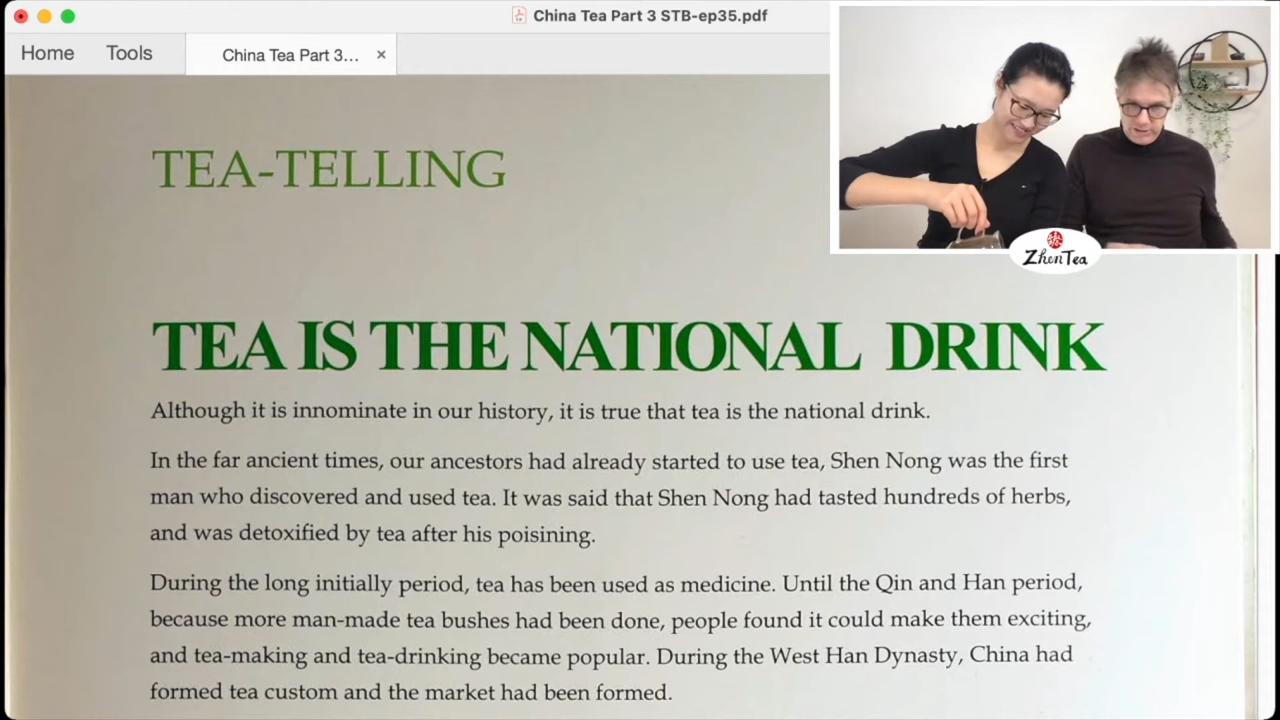 China Tea Part 3 STB-ep35.pdf
Home Tools China Tea Part 3... ×
TEA-TELLING
Zhen Tea
TEA IS THE NATIONAL DRINK
Although it is innominate in our history, it is true that tea is the national drink.
In the far ancient times, our ancestors had already started to use tea, Shen Nong was the first
man who discovered and used tea. It was said that Shen Nong had tasted hundreds of herbs,
and was detoxified by tea after his poisining.
During the long initially period, tea has been used as medicine. Until the Qin and Han period,
because more man-made tea bushes had been done, people found it could make them exciting,
and tea-making and tea-drinking became popular. During the West Han Dynasty, China had
formed tea custom and the market had been formed.